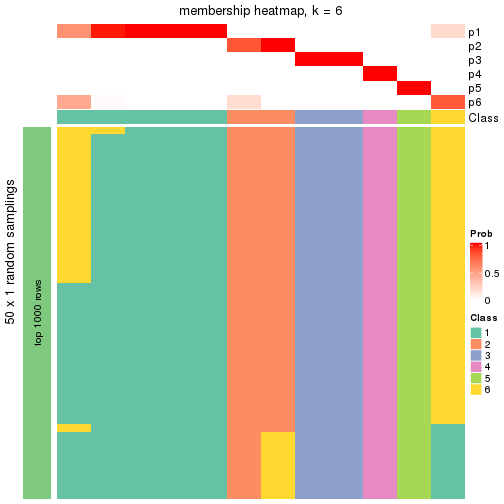 membership heatmap, k = 6
p1
p2
p3
p4
p5
p6
Class
50 x 1 random samplings
top 1000 rows
Prob
1
0.5
0
Class
1
2
3
4
5
6